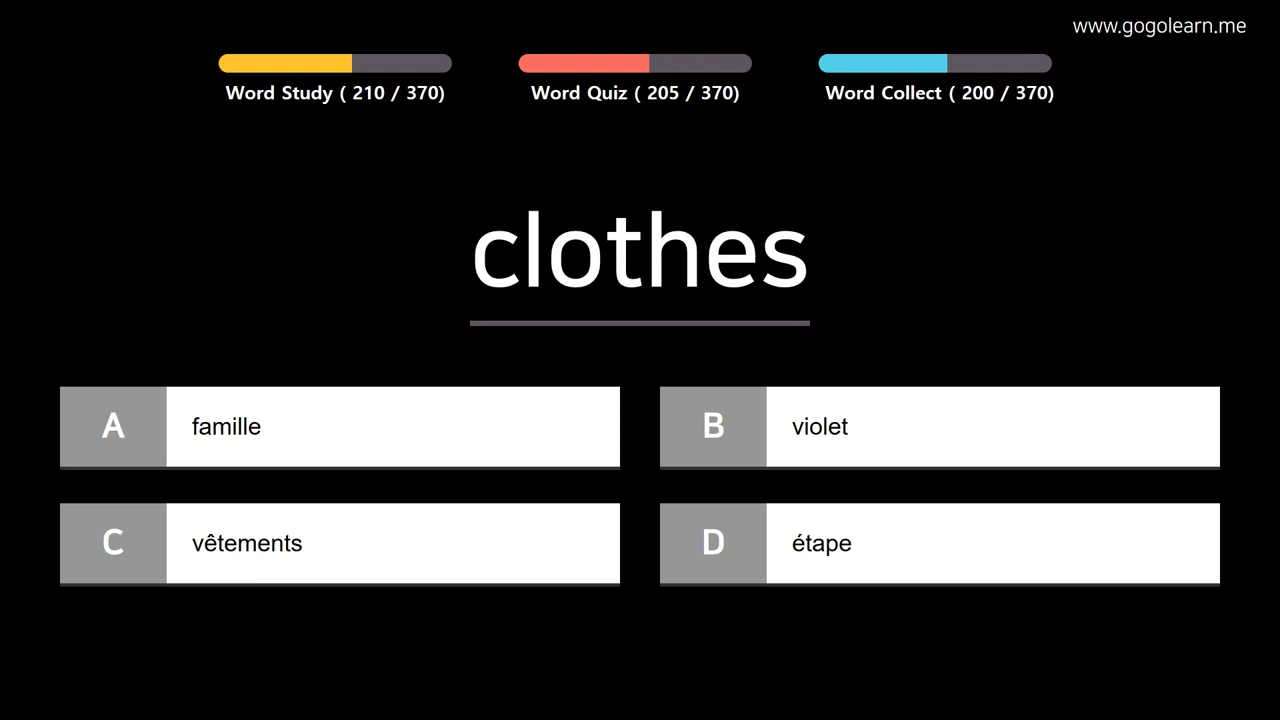 www.gogolearn.me
Word Study ( 210 / 370)
Word Quiz ( 205 / 370)
Word Collect ( 200 / 370)
clothes
A famille
B violet
C vêtements
D étape